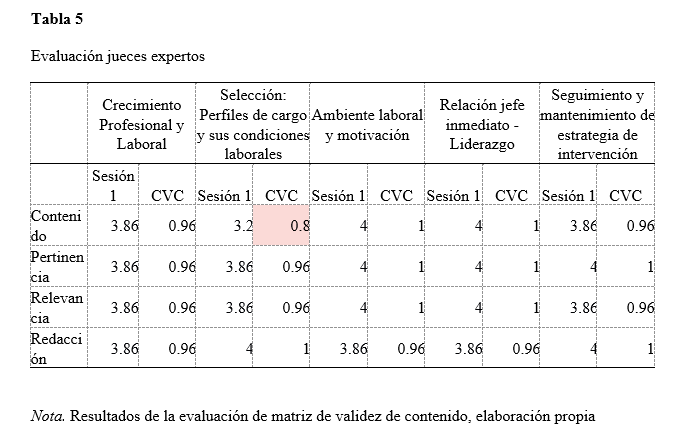 Tabla 5
Evaluación jueces expertos
Crecimiento Profesional y Laboral Selección: Perfiles de cargo y sus condiciones laborales Ambiente laboral y motivación Relación jefe inmediato - Liderazgo Seguimiento y mantenimiento de estrategia de intervención
Sesión 1 CVC Sesión 1 CVC Sesión 1 CVC Sesión 1 CVC Sesión 1 CVC
Contenido 3.86 0.96 3.2 0.8 4 1 4 1 3.86 0.96
Pertinencia 3.86 0.96 3.86 0.96 4 1 4 1 4 1
Relevancia 3.86 0.96 3.86 0.96 4 1 4 1 3.86 0.96
Redacción 3.86 0.96 4 1 3.86 0.96 3.86 0.96 4 1
Nota. Resultados de la evaluación de matriz de validez de contenido, elaboración propia